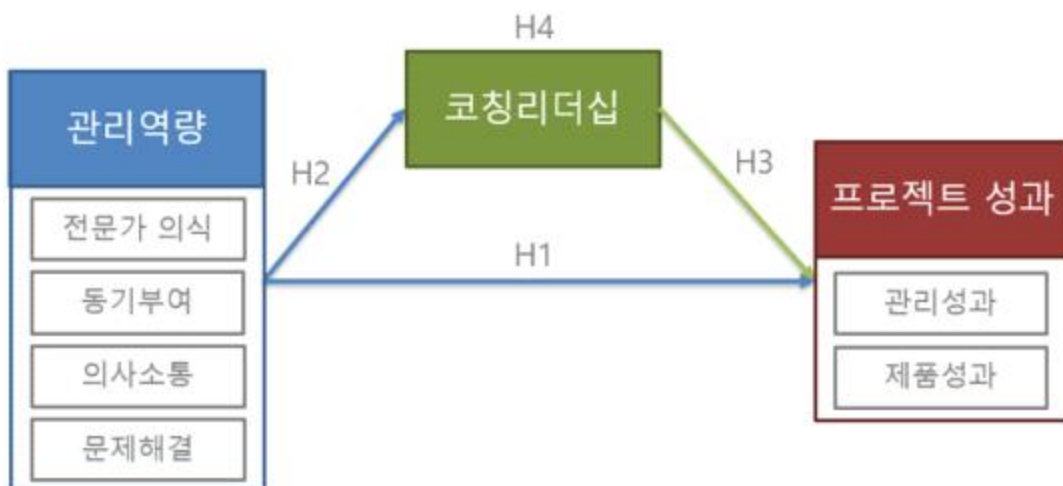 H4
관리역량
코칭리더십
H2
H3
프로젝트 성과
전문가 의식
동기부여
의사소통
문제해결
H1
관리성과
제품성과